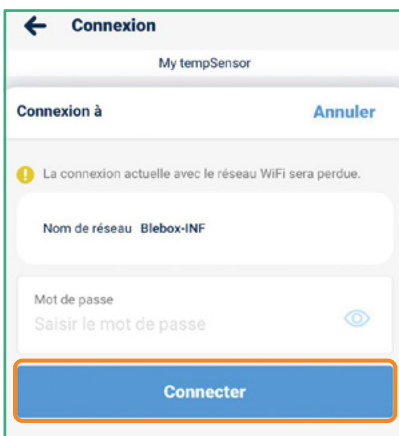 Connexion
My tempSensor
Connexion à Annuler
La connexion actuelle avec le réseau WiFi sera perdue.
Nom de réseau Blebox-INF
Mot de passe
Saisir le mot de passe
Connecter